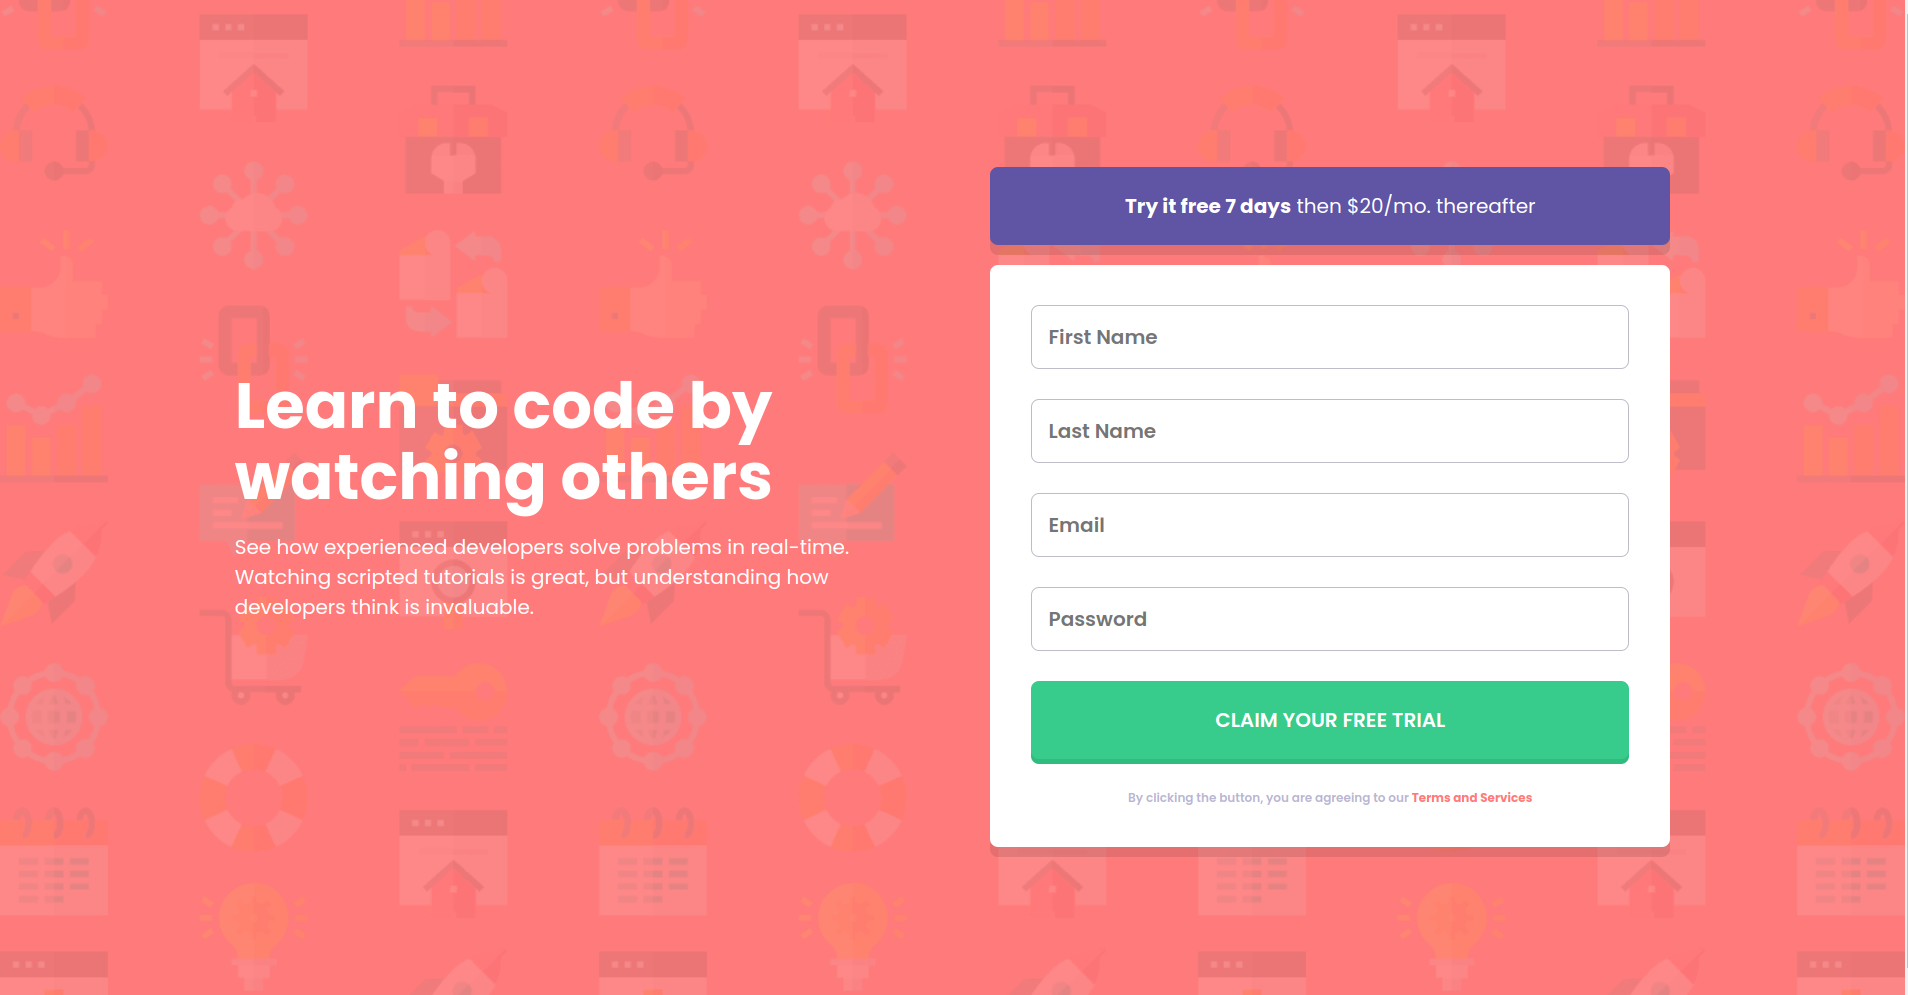 Learn to code by
watching others
See how experienced developers solve problems in real-time.
Watching scripted tutorials is great, but understanding how
developers think is invaluable.
Try it free 7 days then $20/mo. thereafter
First Name
Last Name
Email
Password
CLAIM YOUR FREE TRIAL
By clicking the button, you are agreeing to our Terms and Services